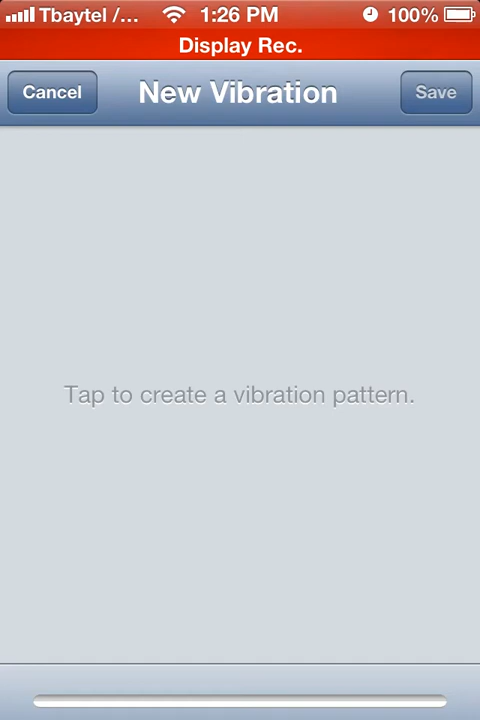 Tbaytel /... 1:26 PM 100%
Display Rec.
Cancel New Vibration Save
Tap to create a vibration pattern.